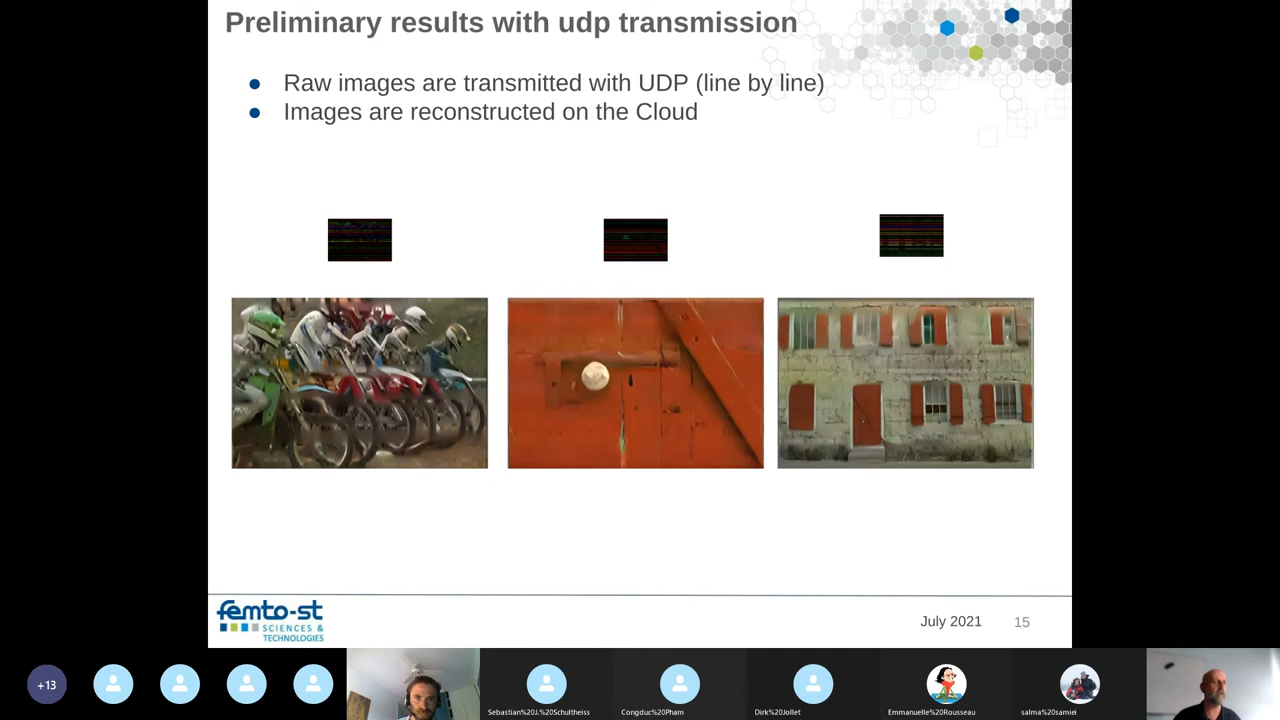 Preliminary results with udp transmission
● Raw images are transmitted with UDP (line by line)
● Images are reconstructed on the Cloud
femto-st
SCIENCES &
TECHNOLOGIES
July 2021
15
+13
Sebastian%20J.%20Schultheiss
Congduc%20Pham
Dirk%20Jollet
Emmanuelle%20Rousseau
salma%20samiei